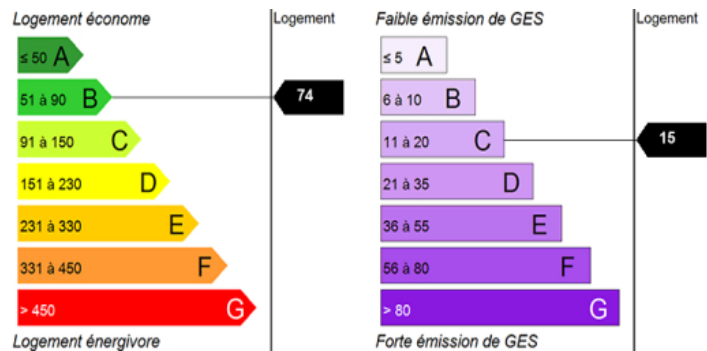 Logement économe
Logement
≤ 50 A
51 à 90 B
74
91 à 150 C
151 à 230 D
231 à 330 E
331 à 450 F
> 450 G
Logement énergivore
Faible émission de GES
Logement
≤ 5 A
6 à 10 B
11 à 20 C
15
21 à 35 D
36 à 55 E
56 à 80 F
> 80 G
Forte émission de GES